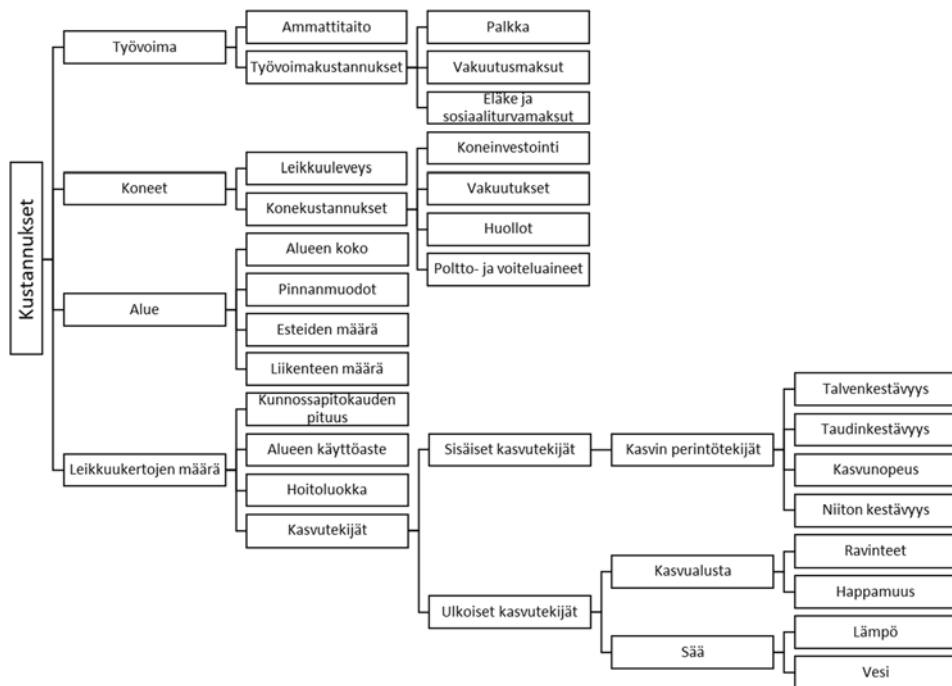 Kustannukset
Työvoima
Ammattitaito
Työvoimakustannukset
Palkka
Vakuutusmaksut
Eläke ja
sosiaaliturvamaksut
Koneet
Leikkuuleveys
Konekustannukset
Koneinvestointi
Vakuutukset
Huollot
Poltto- ja voiteluaineet
Alue
Alueen koko
Pinnanmuodot
Esteiden määrä
Liikenteen määrä
Leikkuukertojen määrä
Kunnossapitokauden
pituus
Alueen käyttöaste
Hoitoluokka
Kasvutekijät
Sisäiset kasvutekijät
Kasvin perintötekijät
Talvenkestävyys
Taudinkestävyys
Kasvunopeus
Niiton kestävyys
Ulkoiset kasvutekijät
Kasvualusta
Ravinteet
Happamuus
Sää
Lämpö
Vesi